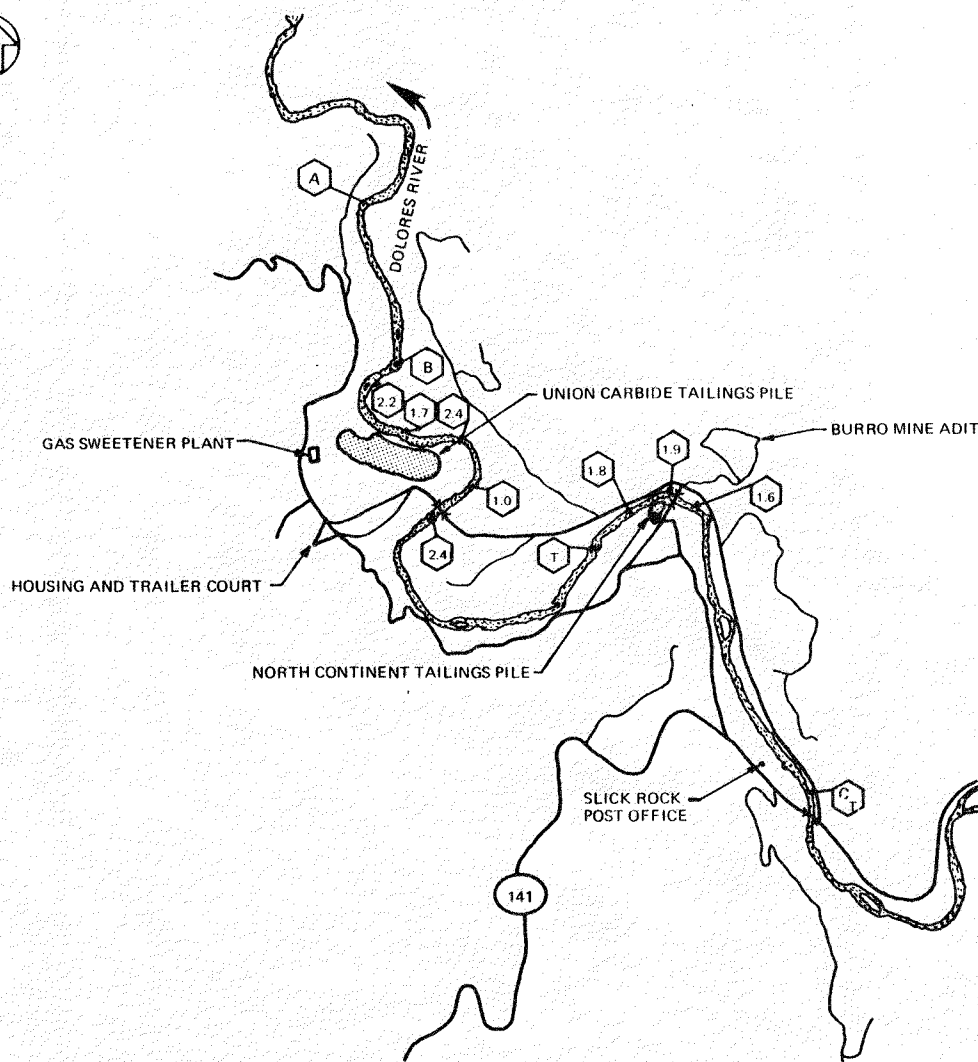 A
DOLORES RIVER
B
2.2
1.7
2.4
UNION CARBIDE TAILINGS PILE
BURRO MINE ADIT
GAS SWEETENER PLANT
1.9
1.8
1.6
1.0
2.4
T
HOUSING AND TRAILER COURT
NORTH CONTINENT TAILINGS PILE
SLICK ROCK
POST OFFICE
C
T
141